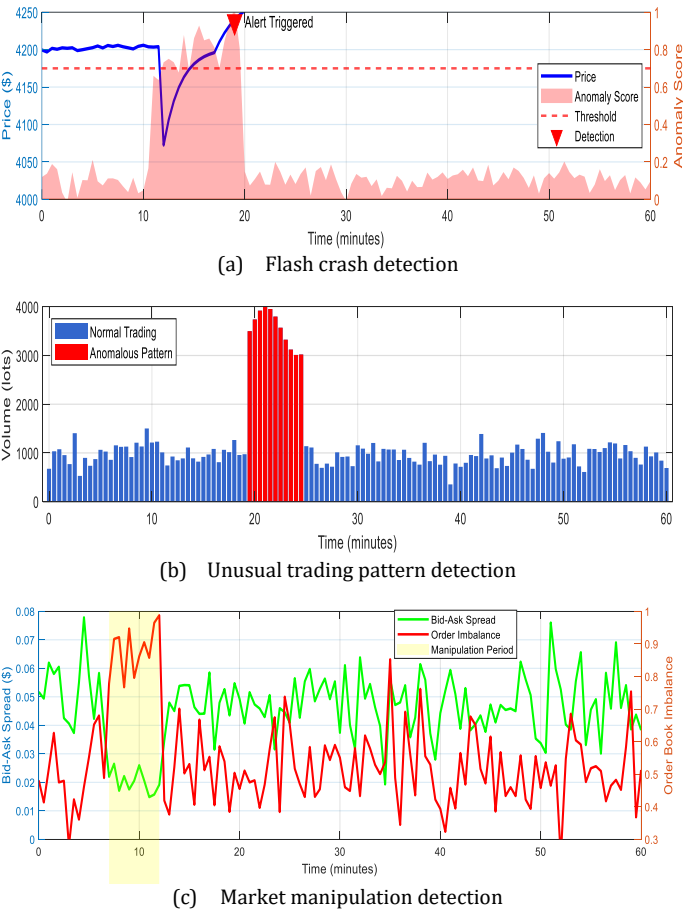 4250
4200
4150
4100
4050
4000
Price ($)
1
0.8
0.6
0.4
0.2
0
Anomaly Score
Alert Triggered
Price
Anomaly Score
Threshold
Detection
0 10 20 30 40 50 60
Time (minutes)
(a) Flash crash detection
4000
3000
2000
1000
0
Volume (lots)
Normal Trading
Anomalous Pattern
0 10 20 30 40 50 60
Time (minutes)
(b) Unusual trading pattern detection
0.08
0.07
0.06
0.05
0.04
0.03
0.02
0.01
0
Bid-Ask Spread ($)
Bid-Ask Spread
Order Imbalance
Manipulation Period
1
0.9
0.8
0.7
0.6
0.5
0.4
0.3
Order Book Imbalance
0 10 20 30 40 50 60
Time (minutes)
(c) Market manipulation detection